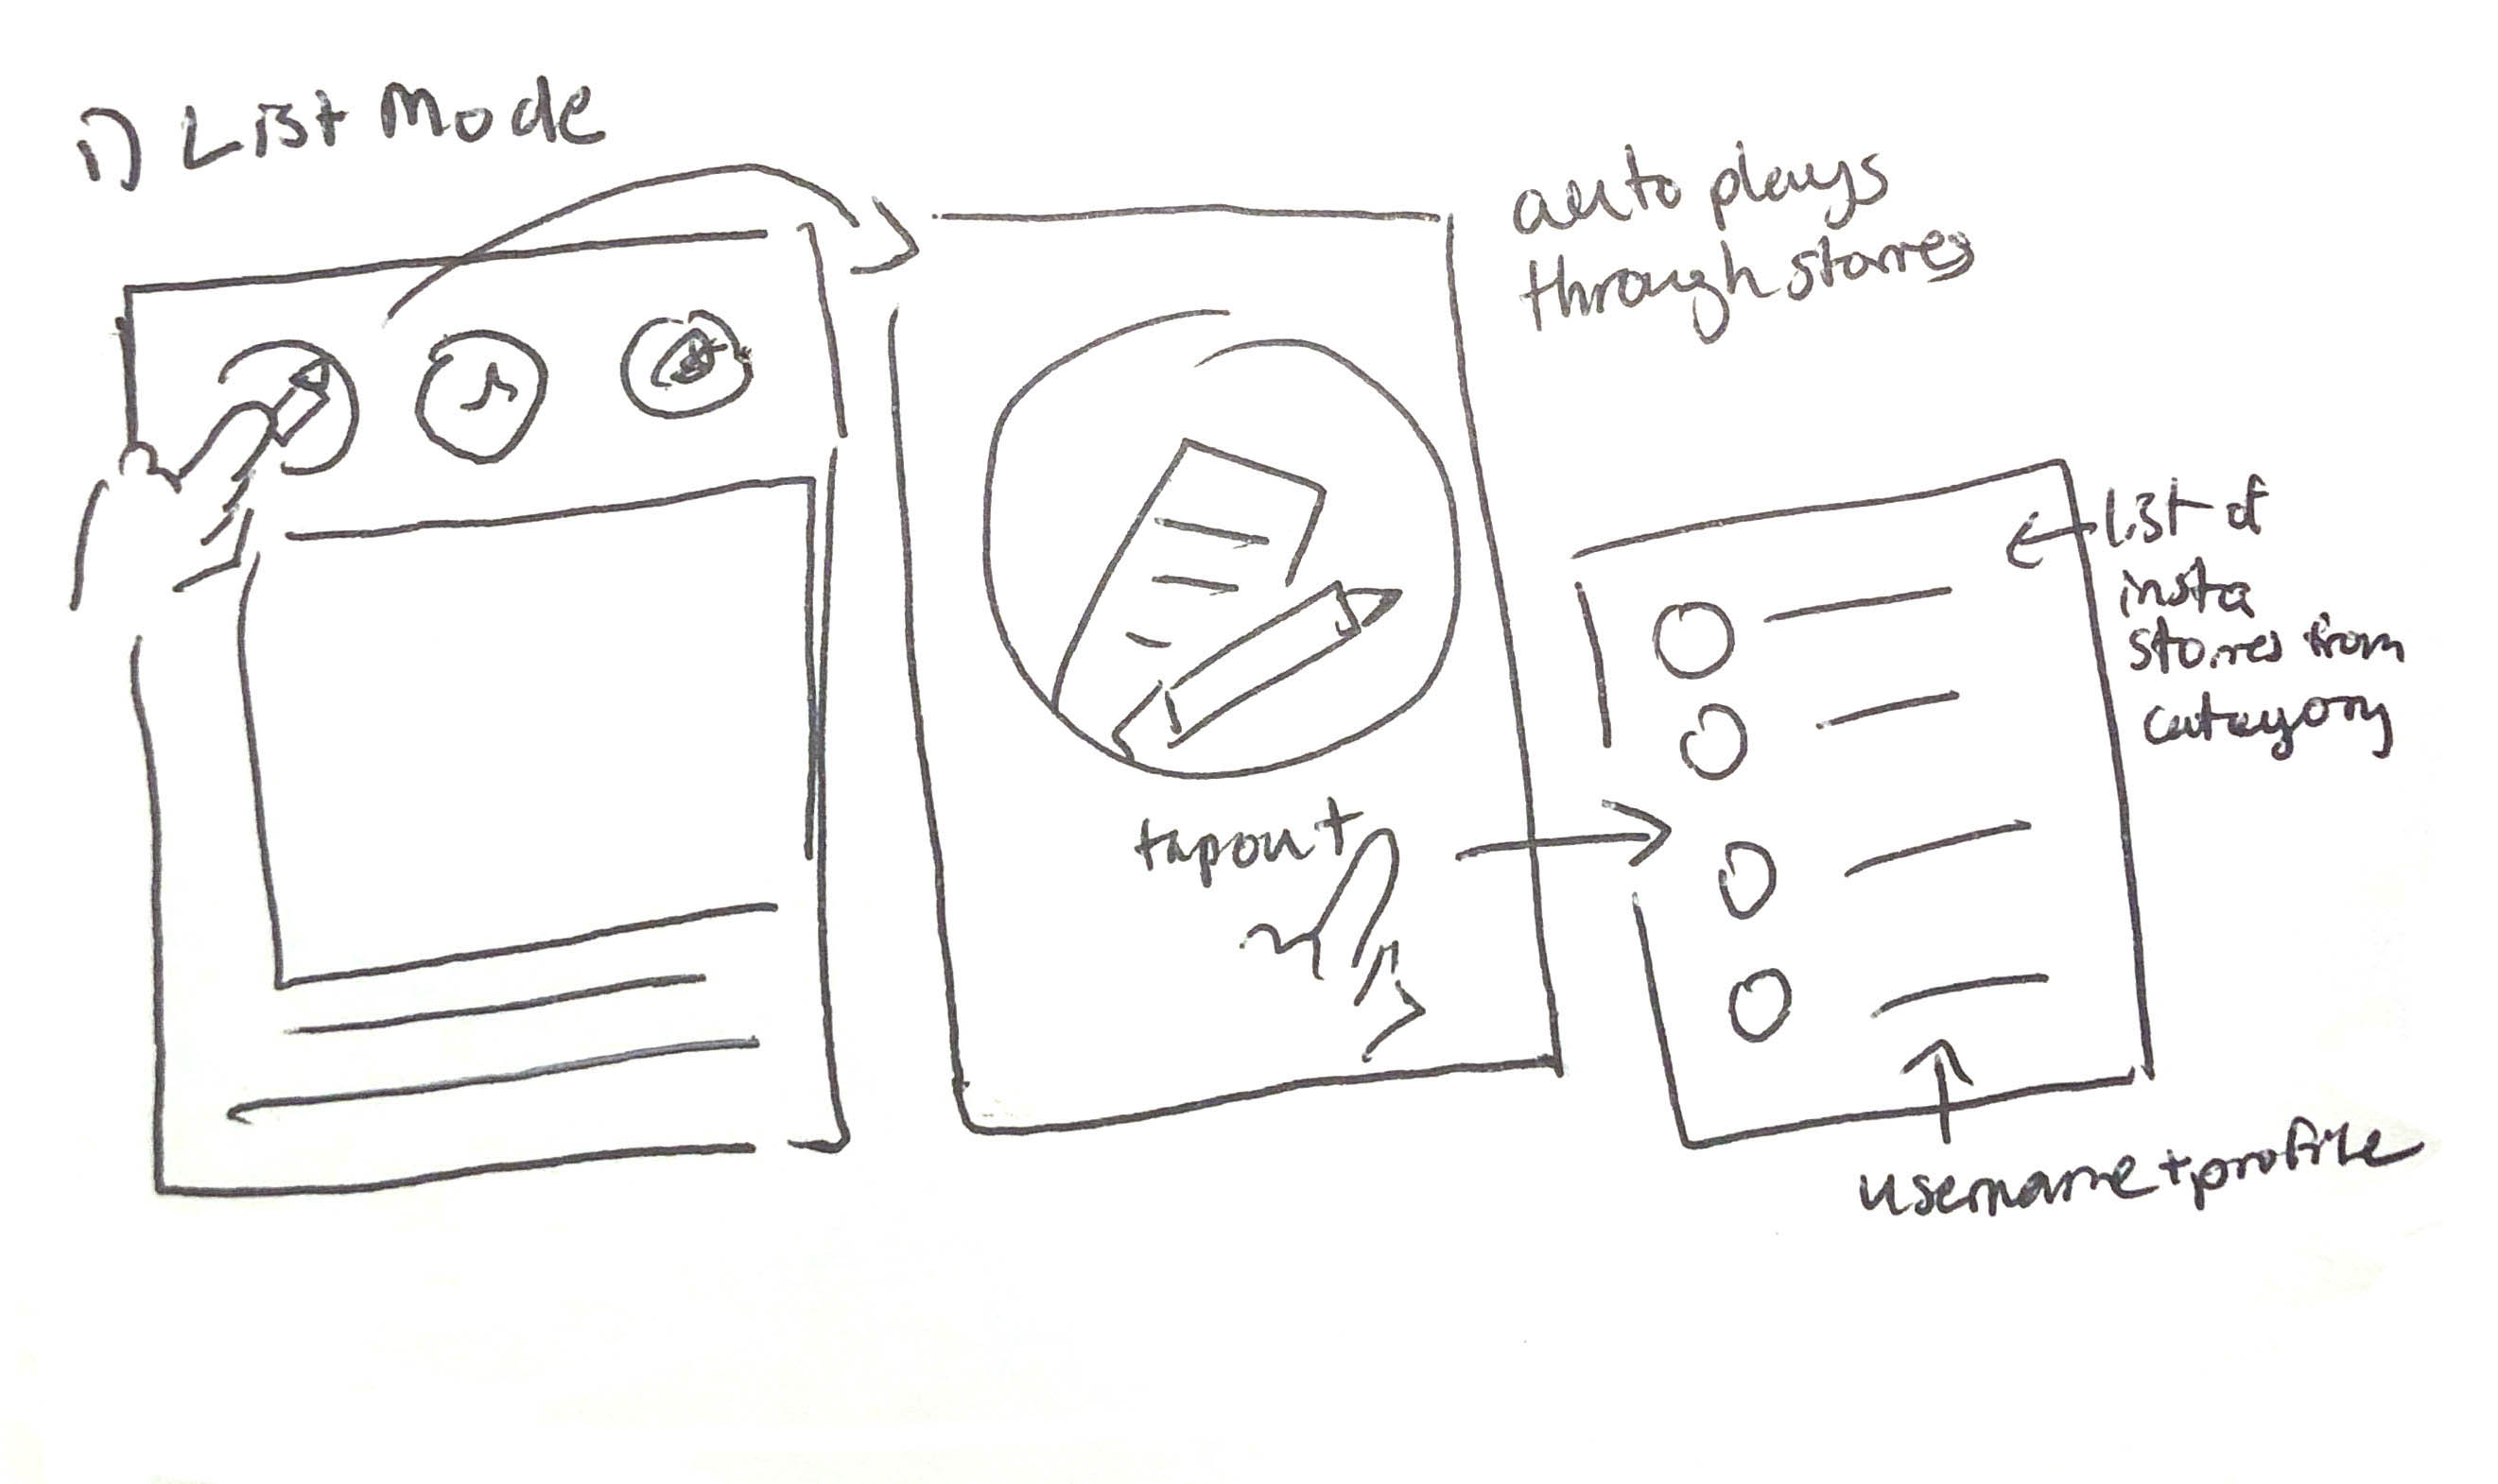 1) List Mode
auto plays
through stories
tap out
list of
insta
stories from
category
username + profile